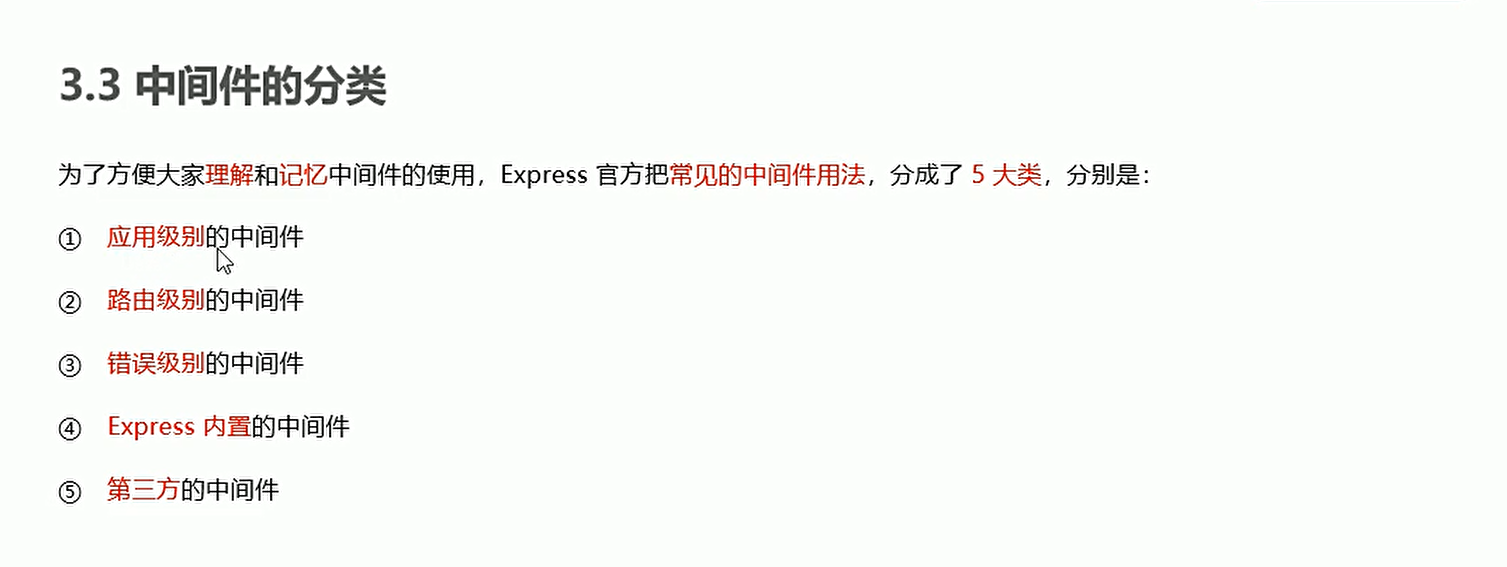 3.3 中间件的分类
为了方便大家理解和记忆中间件的使用，Express 官方把常见的中间件用法，分成了 5 大类，分别是：
① 应用级别的中间件
② 路由级别的中间件
③ 错误级别的中间件
④ Express 内置的中间件
⑤ 第三方的中间件